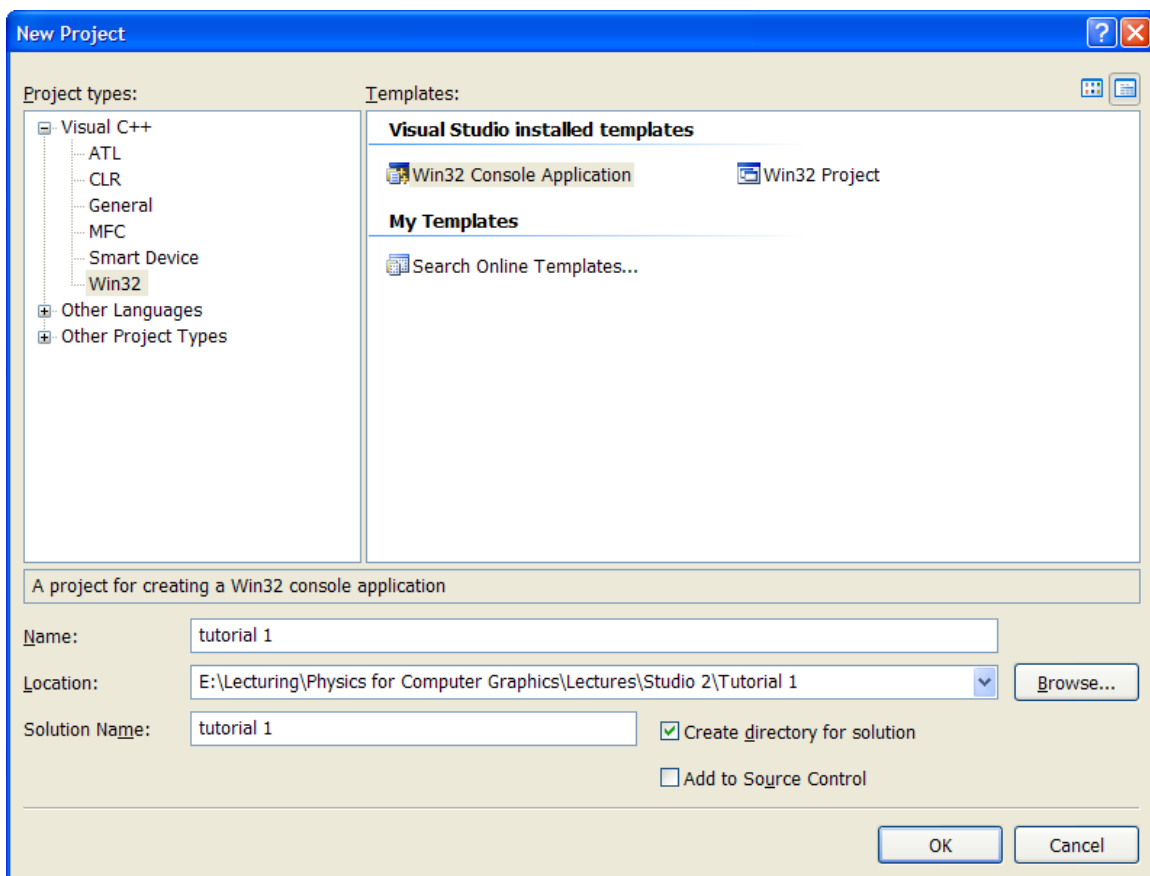 New Project
Project types:
Templates:
Visual C++
ATL
CLR
General
MFC
Smart Device
Win32
Other Languages
Other Project Types
Visual Studio installed templates
Win32 Console Application
Win32 Project
My Templates
Search Online Templates...
A project for creating a Win32 console application
Name:
tutorial 1
Location:
E:\Lecturing\Physics for Computer Graphics\Lectures\Studio 2\Tutorial 1
Browse...
Solution Name:
tutorial 1
Create directory for solution
Add to Source Control
OK
Cancel